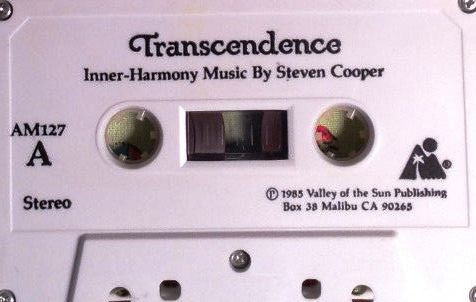 Transcendence
Inner-Harmony Music By Steven Cooper
AM127
A
Stereo
℗ 1985 Valley of the Sun Publishing
Box 38 Malibu CA 90265